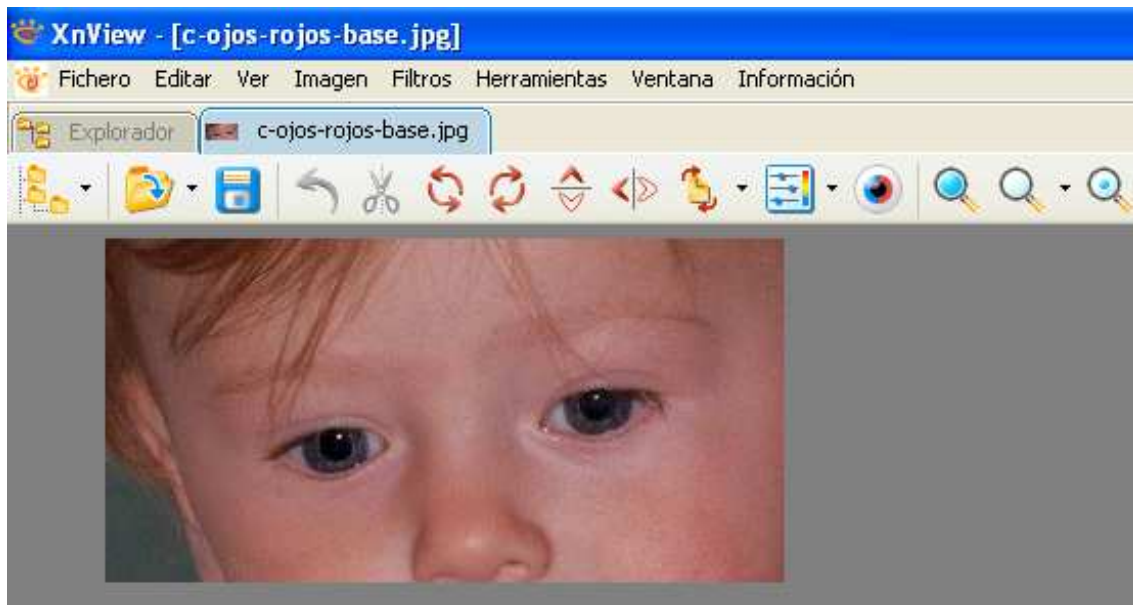 XnView - [c-ojos-rojos-base.jpg]
Fichero Editar Ver Imagen Filtros Herramientas Ventana Información
Explorador c-ojos-rojos-base.jpg